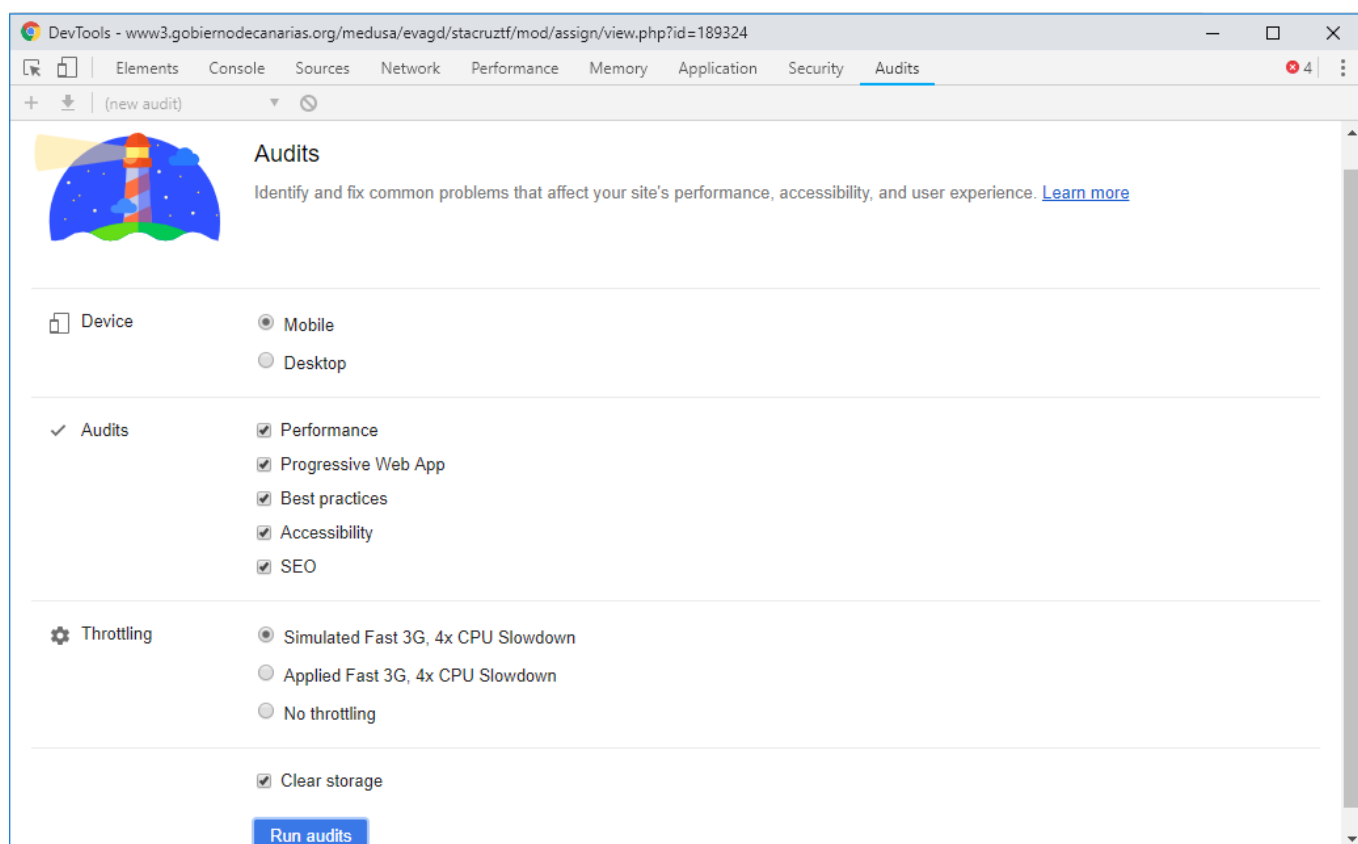 DevTools - www3.gobiernodecanarias.org/medusa/evagd/stacruztf/mod/assign/view.php?id=189324
Elements Console Sources Network Performance Memory Application Security Audits 4
(new audit)
Audits
Identify and fix common problems that affect your site's performance, accessibility, and user experience. Learn more
Device
Mobile
Desktop
Audits
Performance
Progressive Web App
Best practices
Accessibility
SEO
Throttling
Simulated Fast 3G, 4x CPU Slowdown
Applied Fast 3G, 4x CPU Slowdown
No throttling
Clear storage
Run audits